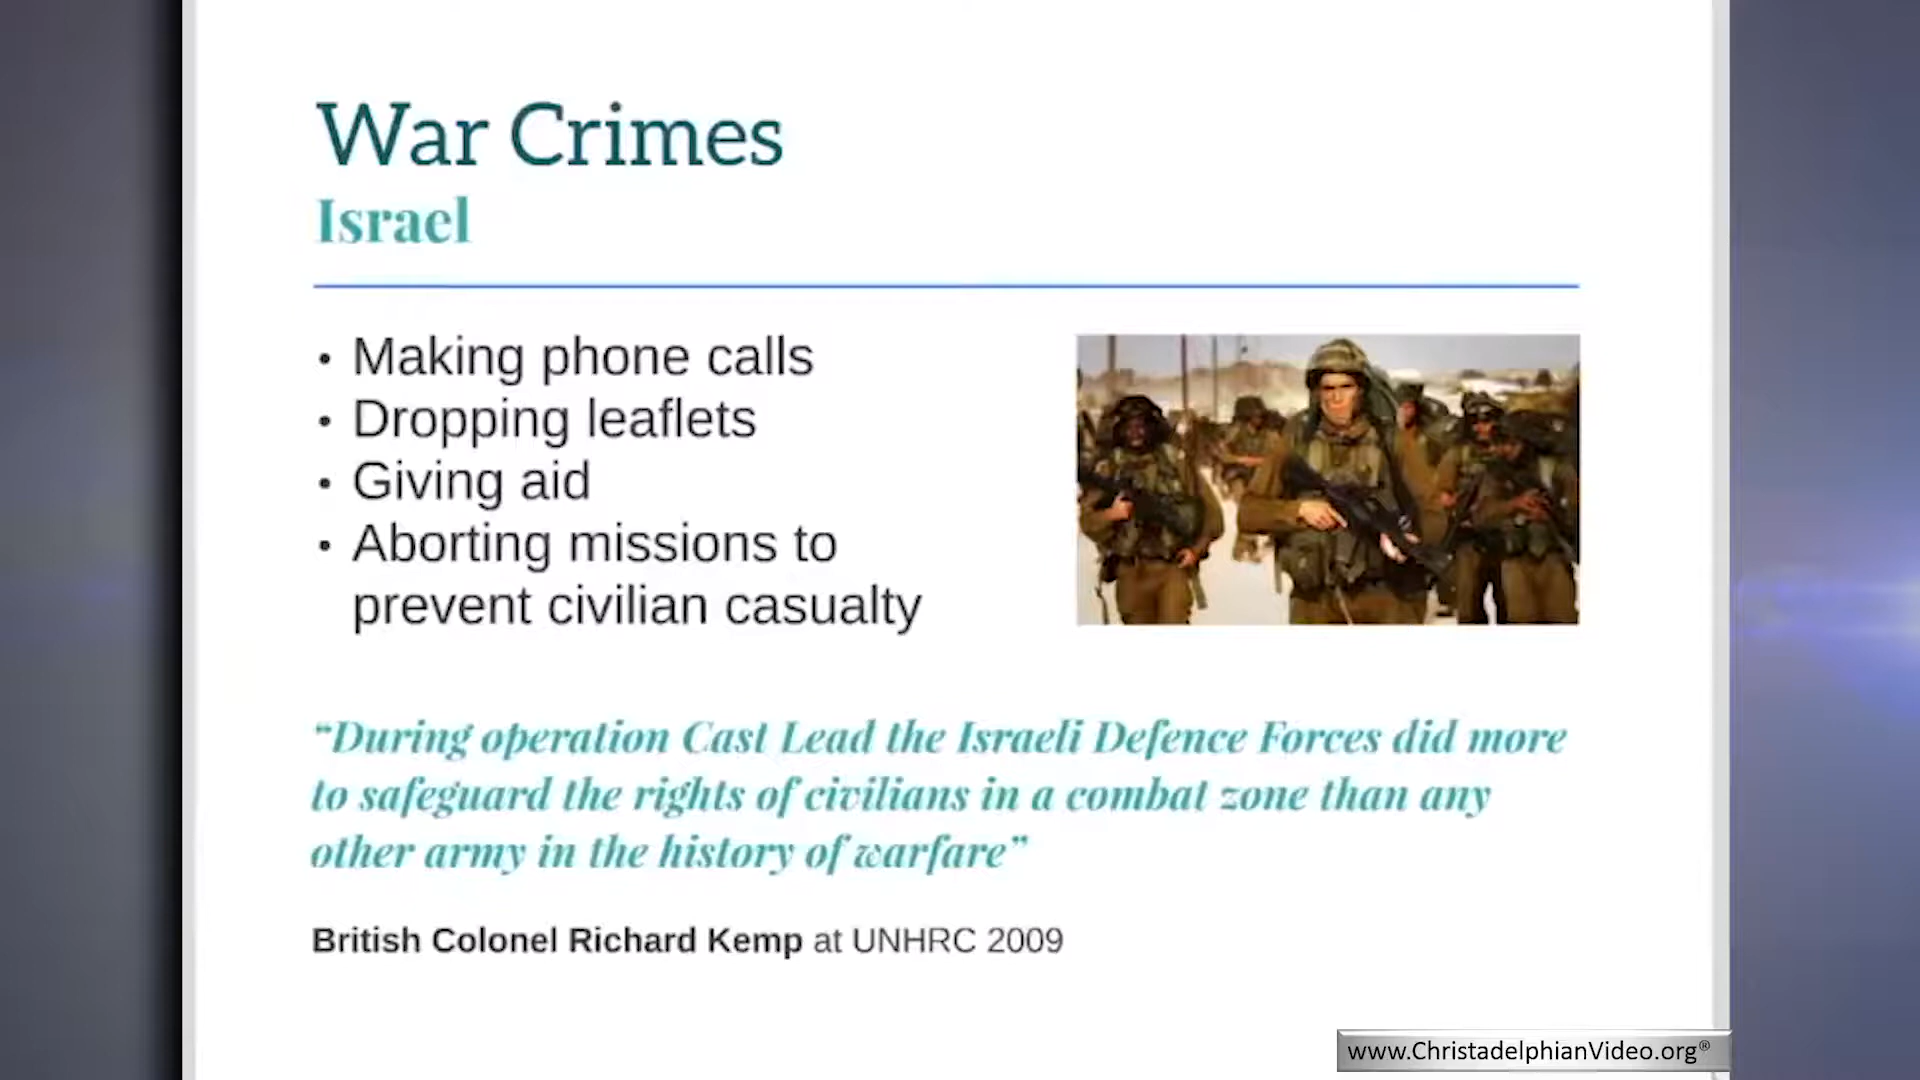 War Crimes
Israel
• Making phone calls
• Dropping leaflets
• Giving aid
• Aborting missions to
prevent civilian casualty
“During operation Cast Lead the Israeli Defence Forces did more
to safeguard the rights of civilians in a combat zone than any
other army in the history of warfare”
British Colonel Richard Kemp at UNHRC 2009
www.ChristadelphianVideo.org®